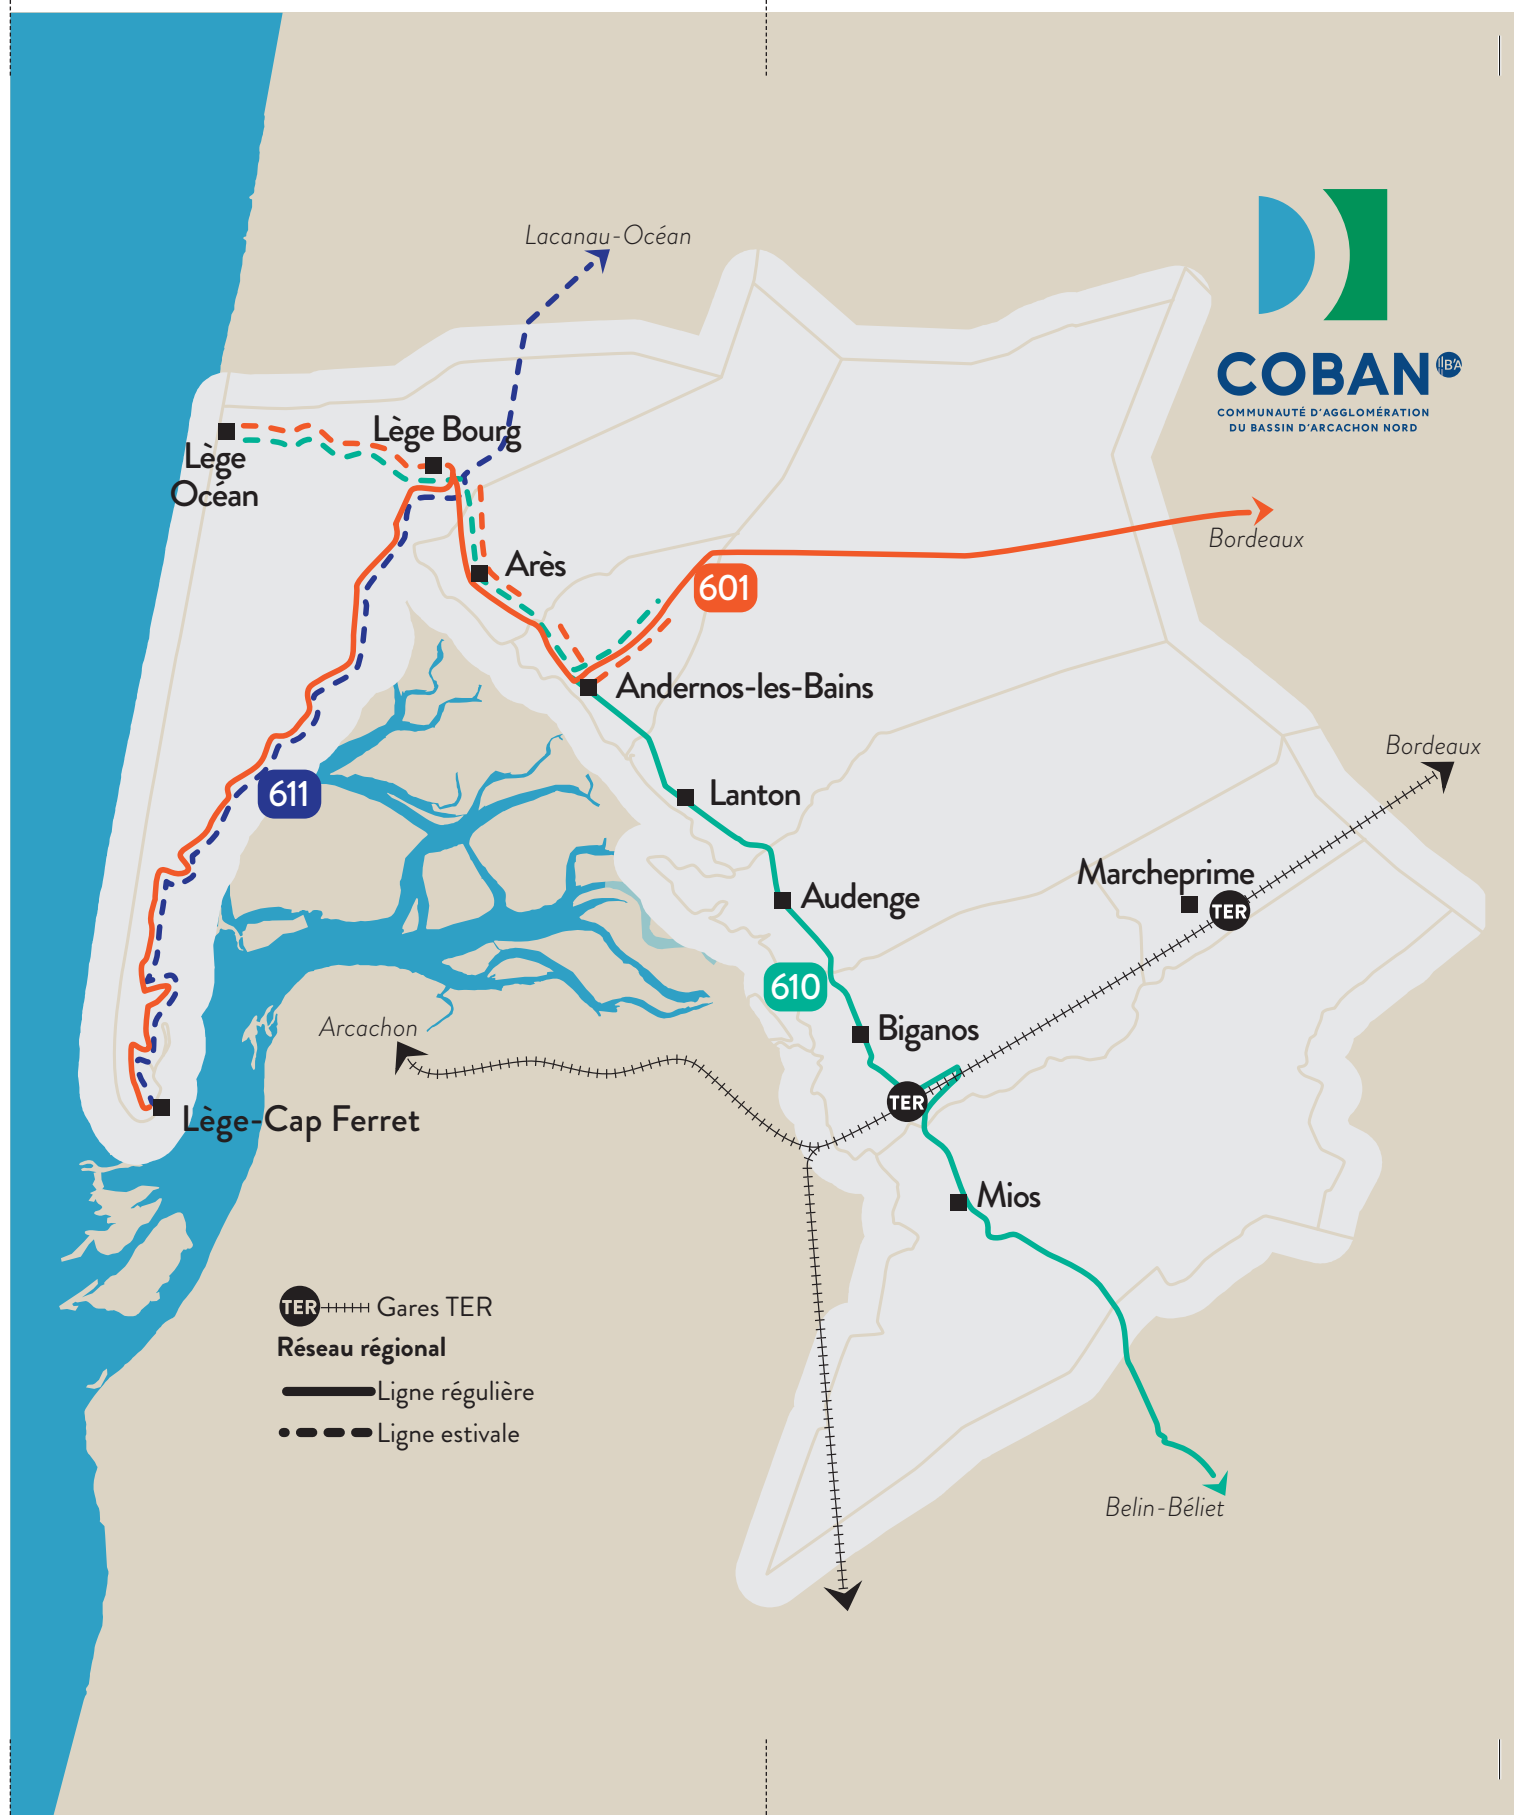 Lacanau-Océan
COBAN
B'A
COMMUNAUTÉ D'AGGLOMÉRATION
DU BASSIN D'ARCACHON NORD
Lège Bourg
Lège
Océan
Bordeaux
Arès
601
Andernos-les-Bains
Bordeaux
611
Lanton
Marcheprime
TER
Audenge
610
Arcachon
Biganos
TER
Lège-Cap Ferret
Mios
TER Gares TER
Réseau régional
Ligne régulière
Ligne estivale
Belin-Béliet